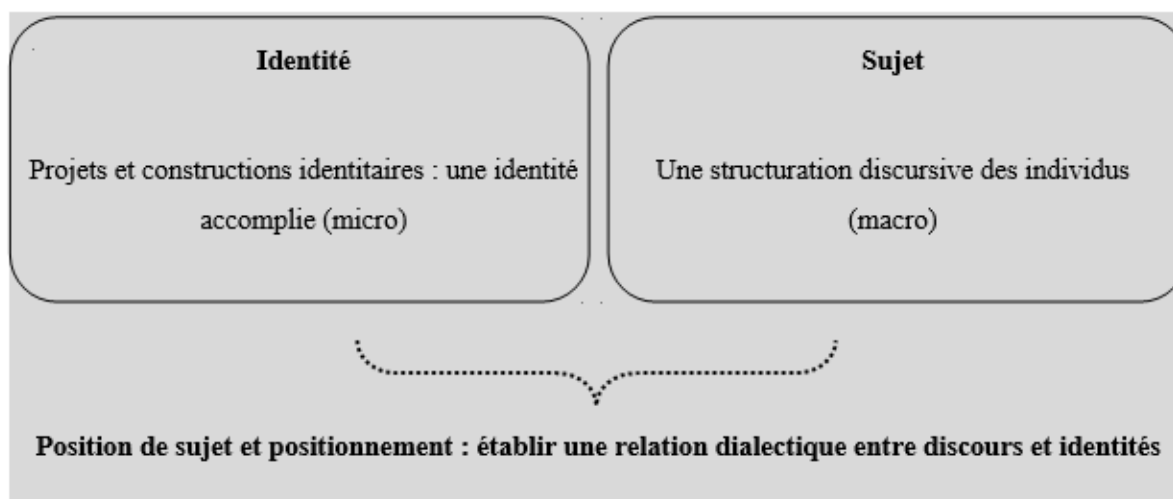 Identité
Projets et constructions identitaires : une identité
accomplie (micro)
Sujet
Une structuration discursive des individus
(macro)
Position de sujet et positionnement : établir une relation dialectique entre discours et identités